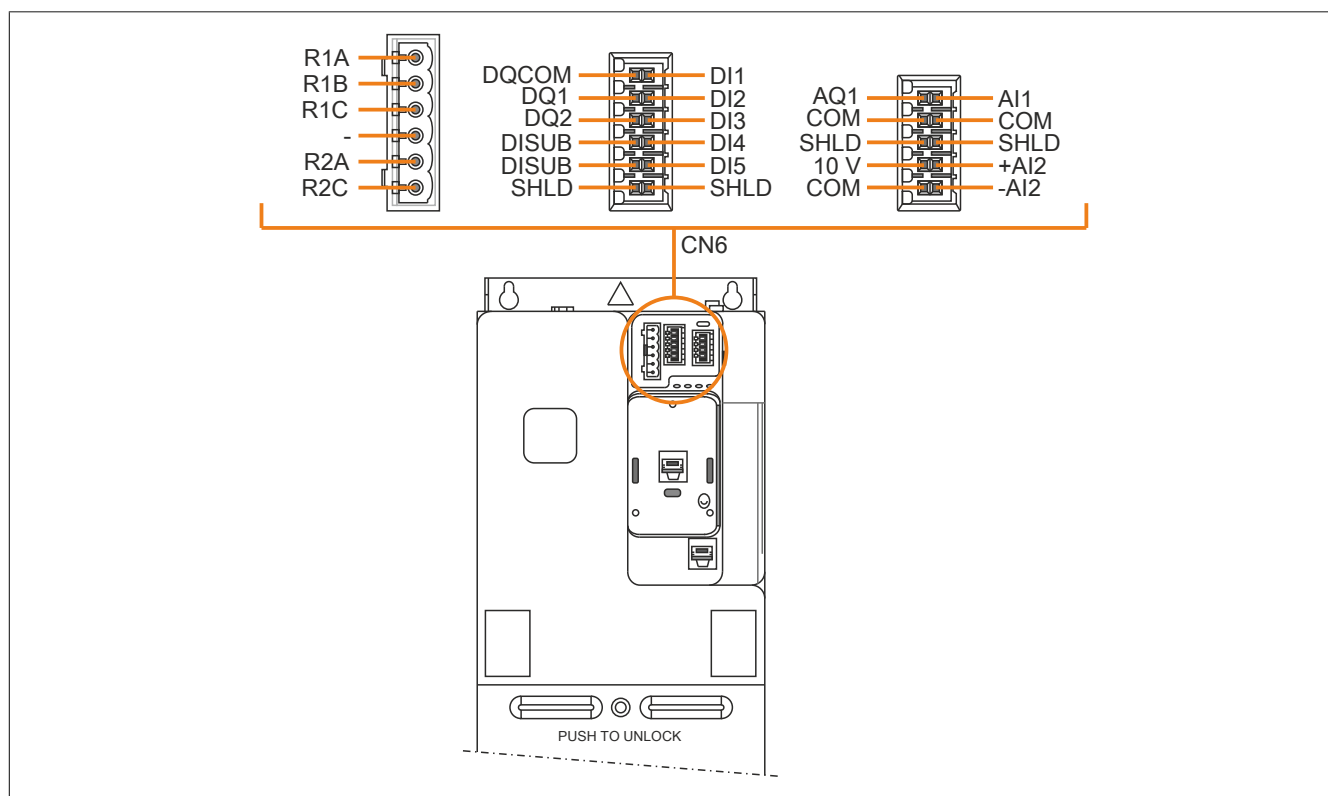 R1A
R1B
R1C
-
R2A
R2C
DQCOM DI1
DQ1 DI2
DQ2 DI3
DISUB DI4
DISUB DI5
SHLD SHLD
AQ1 AI1
COM COM
SHLD SHLD
10 V +AI2
COM -AI2
CN6
PUSH TO UNLOCK